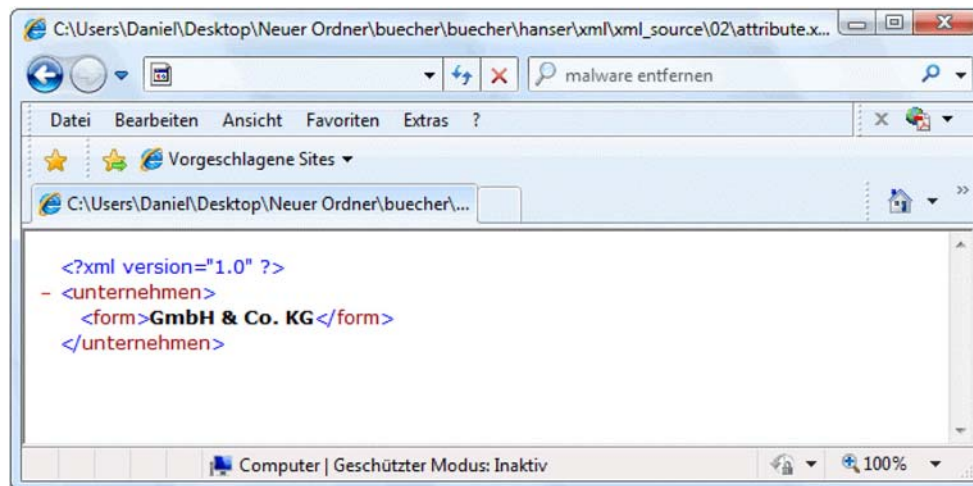 C:\Users\Daniel\Desktop\Neuer Ordner\buecher\buecher\hanser\xml\xml_source\02\attribute.x...
malware entfernen
Datei Bearbeiten Ansicht Favoriten Extras ?
Vorgeschlagene Sites
C:\Users\Daniel\Desktop\Neuer Ordner\buecher\...
<?xml version="1.0" ?>
– <unternehmen>
<form>GmbH & Co. KG</form>
</unternehmen>
Computer | Geschützter Modus: Inaktiv 100%